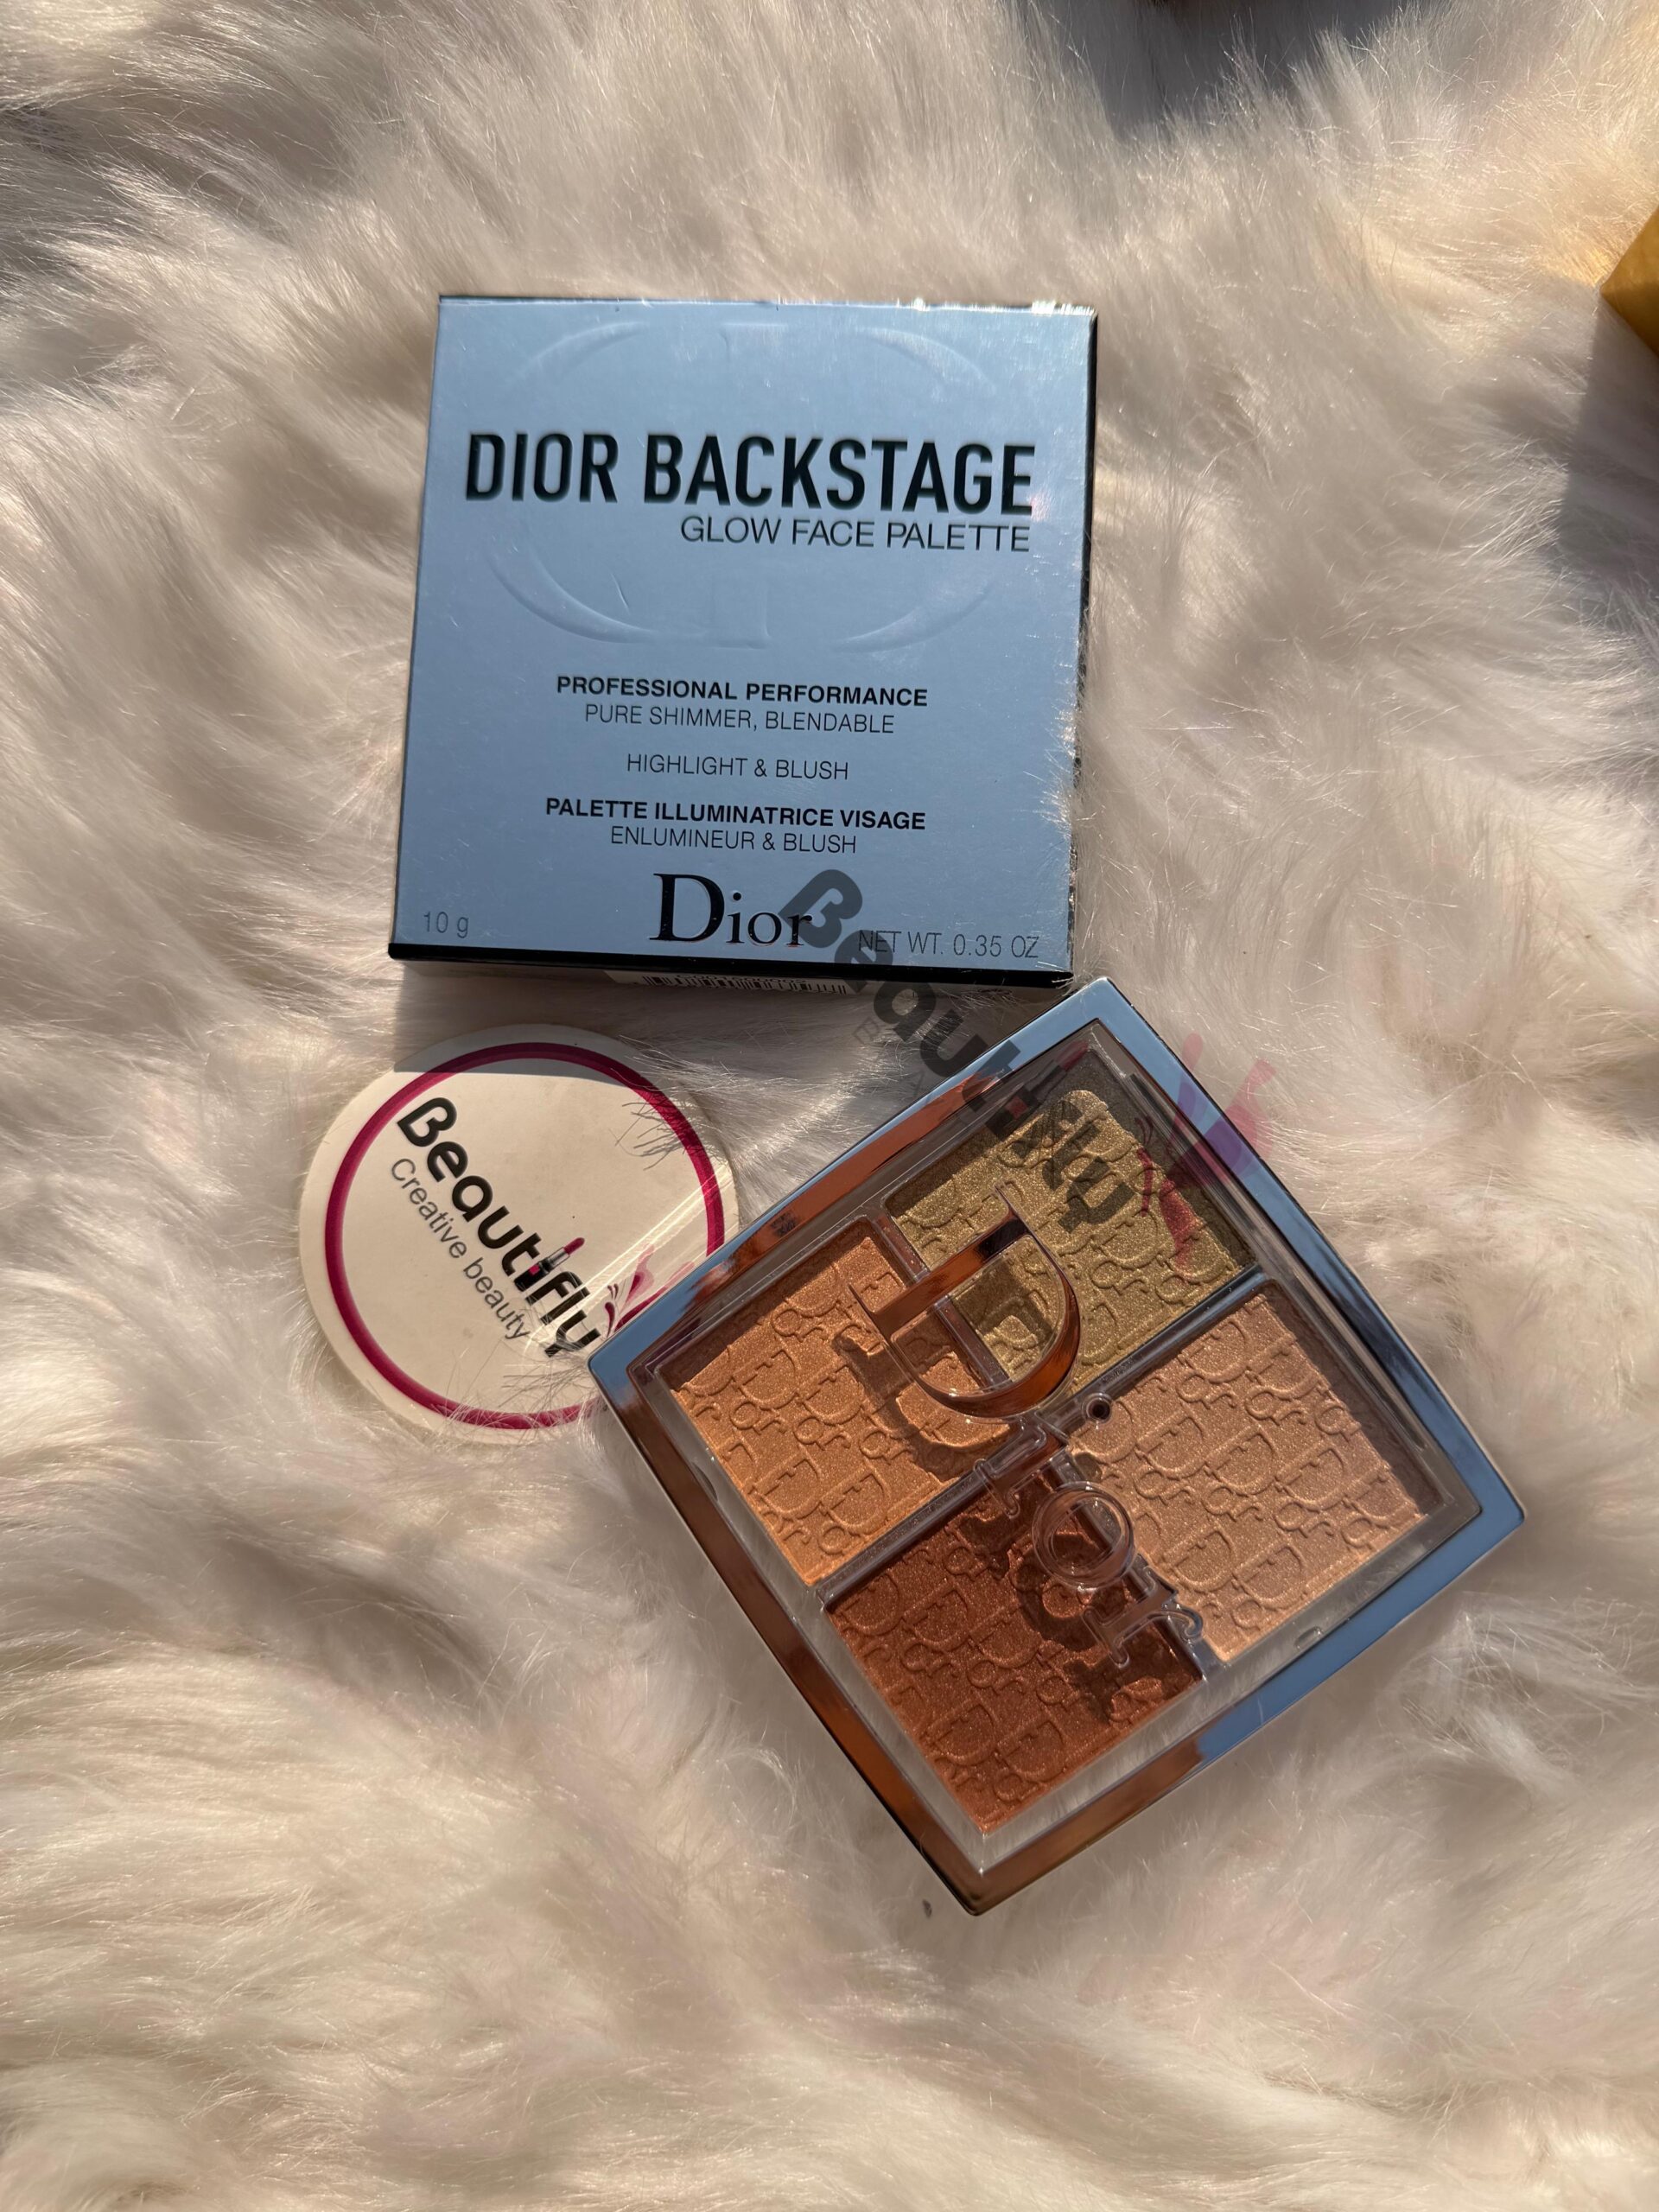 DIOR BACKSTAGE
GLOW FACE PALETTE
PROFESSIONAL PERFORMANCE
PURE SHIMMER, BLENDABLE
HIGHLIGHT & BLUSH
PALETTE ILLUMINATRICE VISAGE
ENLUMINEUR & BLUSH
Dior
10 g
NET WT. 0.35 OZ
Beautifly
Beautifly
Creative beauty
Dior